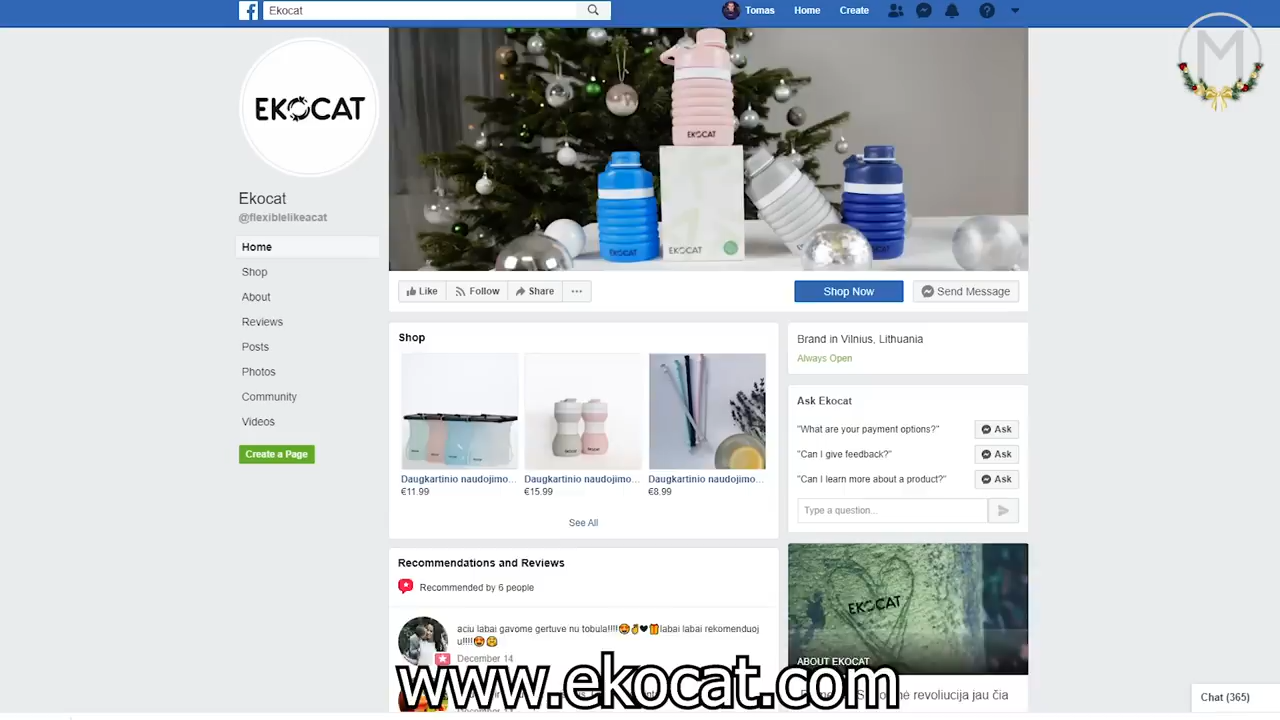 Ekocat
Tomas
Home
Create
M
EKOCAT
Ekocat
@flexiblelikeacat
Home
Shop
About
Reviews
Posts
Photos
Community
Videos
Create a Page
EKOCAT
EKOCAT
EKOCAT
Like
Follow
Share
Shop Now
Send Message
Shop
Daugkartinio naudojimo...
€11.99
Daugkartinio naudojimo...
€15.99
Daugkartinio naudojimo...
€8.99
See All
Recommendations and Reviews
Recommended by 6 people
aciu labai gavome gertuve nu tobula!!!!😍✌🖤🎁labai labai rekomenduoj
u!!!!😍😩
December 14
Brand in Vilnius, Lithuania
Always Open
Ask Ekocat
"What are your payment options?"
Ask
"Can I give feedback?"
Ask
"Can I learn more about a product?"
Ask
Type a question...
EKOCAT
ABOUT EKOCAT
revoliucija jau čia
www.ekocat.com
Chat (365)